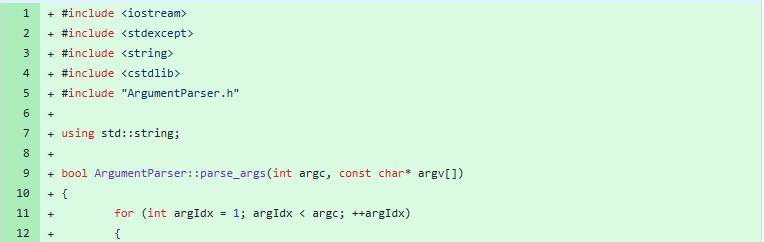 1 + #include <iostream>
2 + #include <stdexcept>
3 + #include <string>
4 + #include <cstdlib>
5 + #include "ArgumentParser.h"
6 +
7 + using std::string;
8 +
9 + bool ArgumentParser::parse_args(int argc, const char* argv[])
10 + {
11 + for (int argIdx = 1; argIdx < argc; ++argIdx)
12 + {